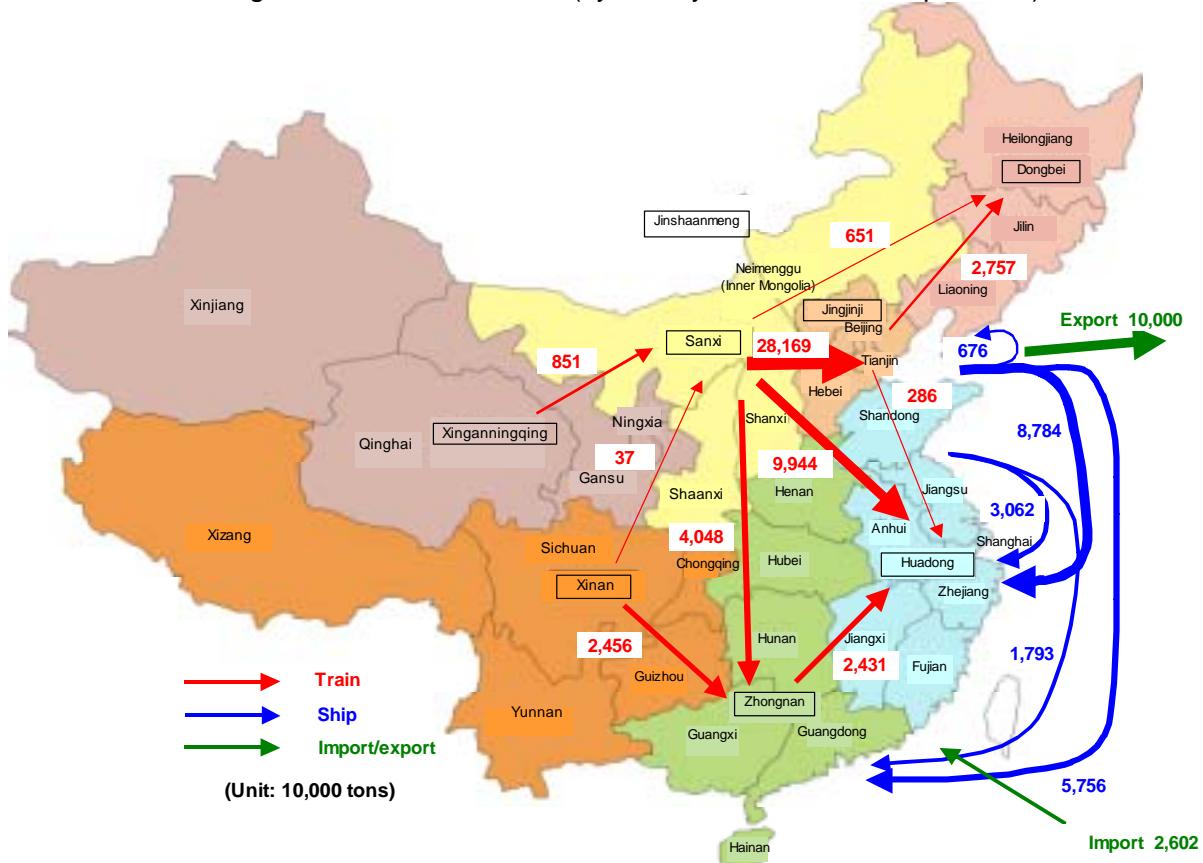 Heilongjiang
Dongbei
Jinshaanmeng
Jilin
651
2,757
Neimenggu
(Inner Mongolia)
Liaoning
Xinjiang
Jingjinji
Beijing
Export 10,000
Sanxi
28,169
676
851
Tianjin
Hebei
286
Shandong
Ningxia
Shanxi
8,784
Qinghai
Xinganningqing
37
9,944
Gansu
Henan
Jiangsu
Shaanxi
3,062
Xizang
Anhui
Sichuan
4,048
Shanghai
Chongqing
Hubei
Huadong
Xinan
Zhejiang
Hunan
Jiangxi
2,456
1,793
Guizhou
2,431
Fujian
Train
Zhongnan
Ship
Yunnan
Guangxi
Guangdong
Import/export
(Unit: 10,000 tons)
5,756
Import 2,602
Hainan